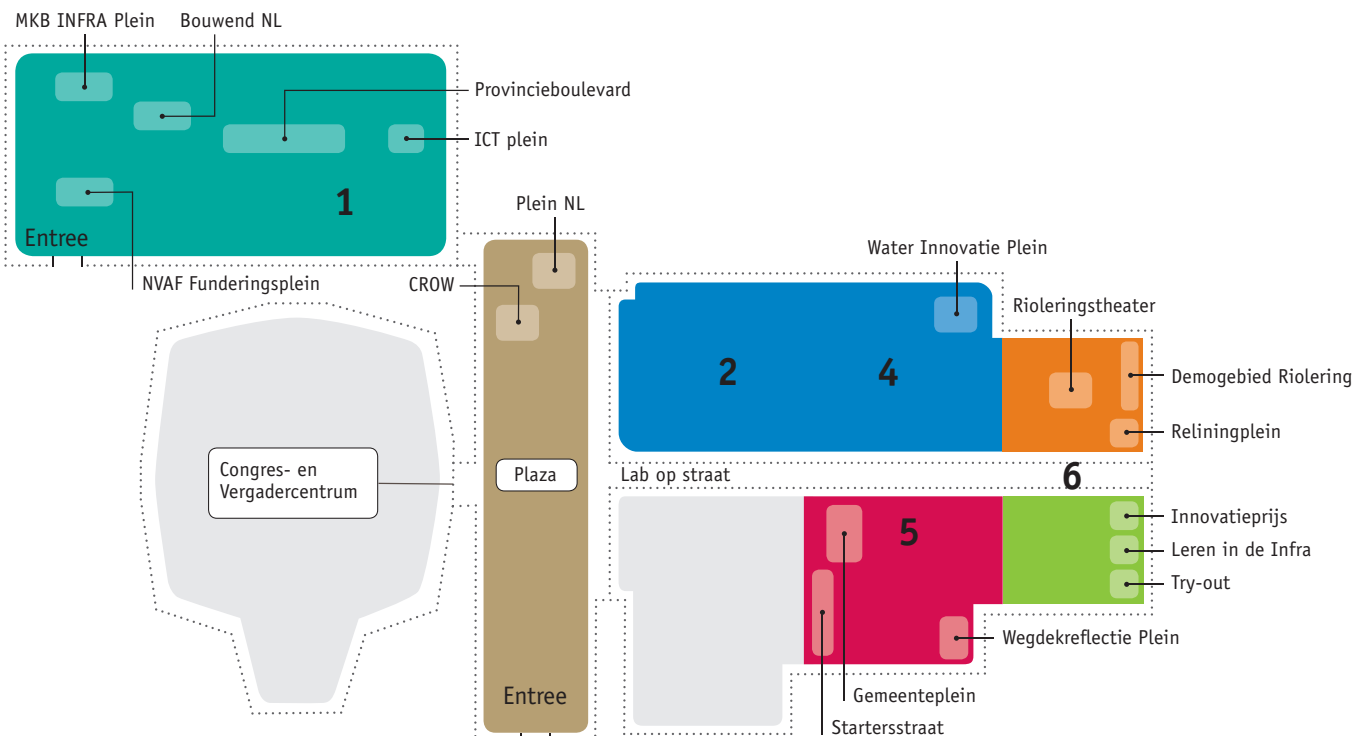 MKB INFRA Plein
Bouwend NL
Provincieboulevard
ICT plein
1
Entree
NVAF Funderingsplein
Plein NL
CROW
Water Innovatie Plein
Rioleringstheater
2
4
Demogebied Riolering
Reliningplein
Congres- en
Vergadercentrum
Plaza
Lab op straat
6
5
Innovatieprijs
Leren in de Infra
Try-out
Wegdekreflectie Plein
Entree
Gemeenteplein
Startersstraat